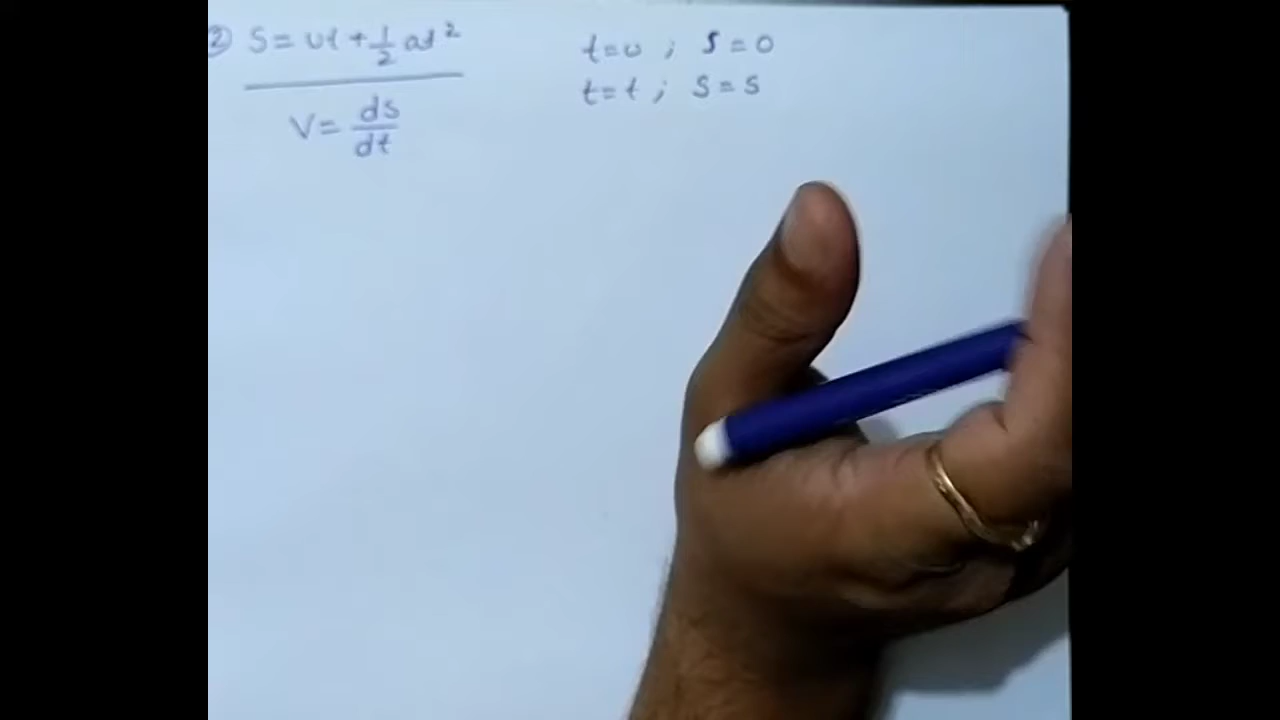 ② S = ut + 1/2 at²
t=0 ; S = 0
t=t ; S = S
V = ds/dt